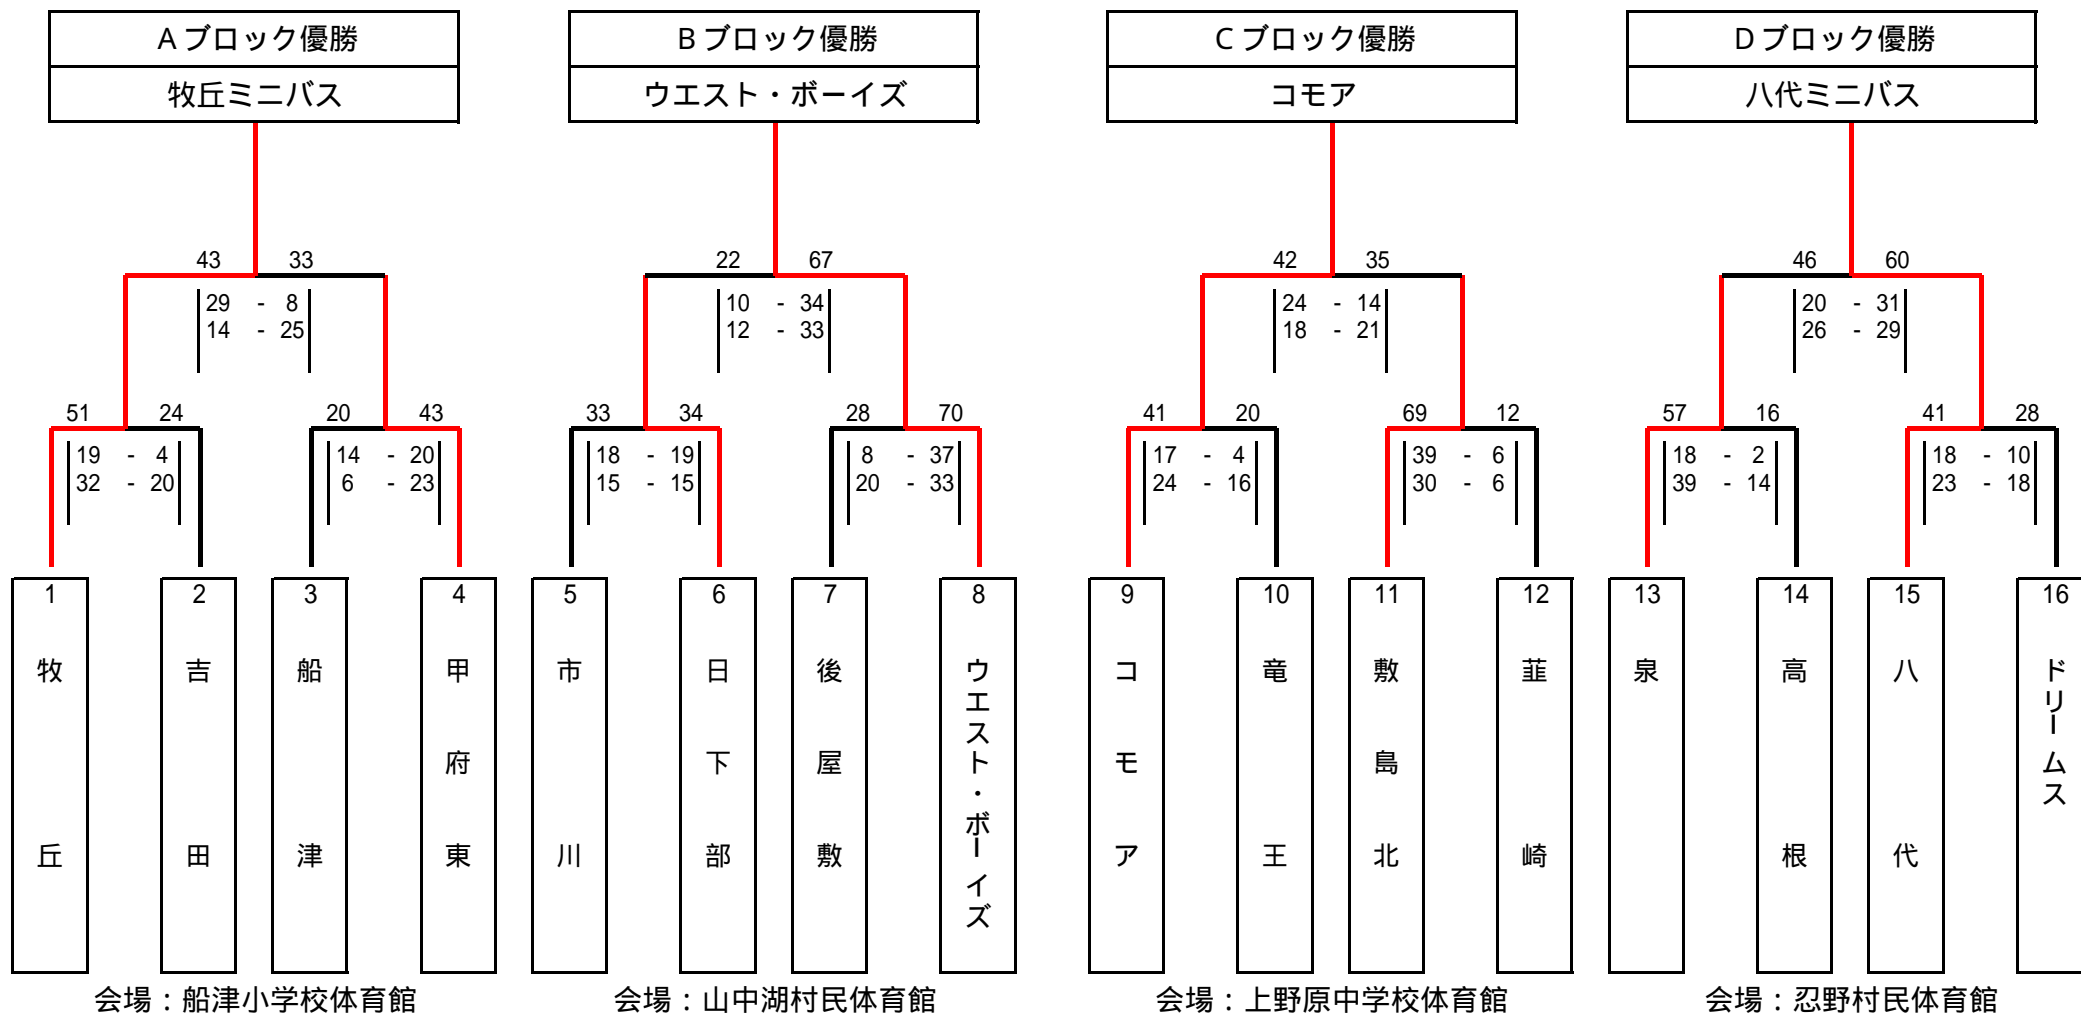 Aブロック優勝
牧丘ミニバス
Bブロック優勝
ウエスト・ボーイズ
Cブロック優勝
コモア
Dブロック優勝
八代ミニバス
43 33
29 - 8
14 - 25
22 67
10 - 34
12 - 33
42 35
24 - 14
18 - 21
46 60
20 - 31
26 - 29
51 24
19 - 4
32 - 20
20 43
14 - 20
6 - 23
33 34
18 - 19
15 - 15
28 70
8 - 37
20 - 33
41 20
17 - 4
24 - 16
69 12
39 - 6
30 - 6
57 16
18 - 2
39 - 14
41 28
18 - 10
23 - 18
1
牧丘
2
吉田
3
船津
4
甲府東
5
市川
6
日下部
7
後屋敷
8
ウエスト・ボーイズ
9
コモア
10
竜王
11
敷島北
12
韮崎
13
泉
14
高根
15
八代
16
ドリームス
会場：船津小学校体育館
会場：山中湖村民体育館
会場：上野原中学校体育館
会場：忍野村民体育館